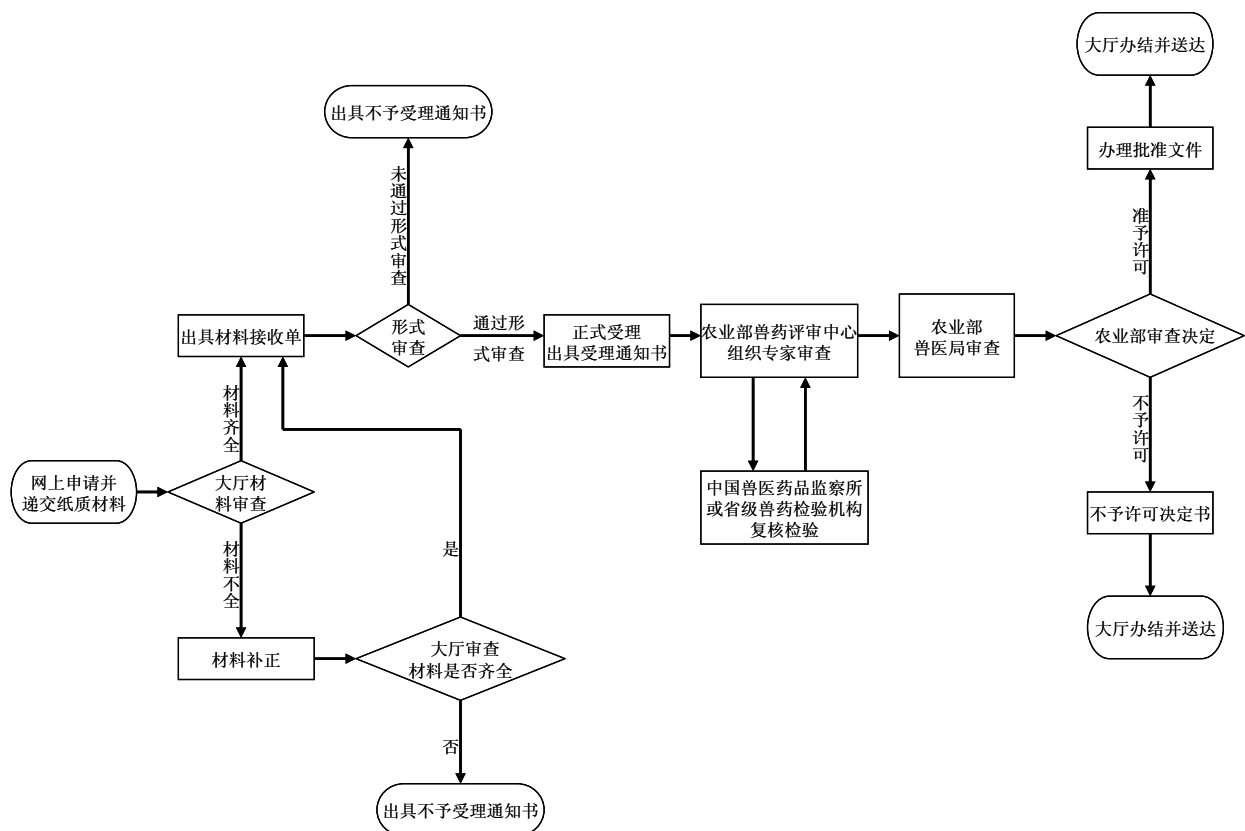 大厅办结并送达
出具不予受理通知书
办理批准文件
未通过形式审查
准予许可
出具材料接收单
形式
审查
通过形
式审查
正式受理
出具受理通知书
农业部兽药评审中心
组织专家审查
农业部
兽医局审查
农业部审查决定
材料齐全
不予许可
网上申请并
递交纸质材料
大厅材
料审查
中国兽医药品监察所
或省级兽药检验机构
复核检验
不予许可决定书
材料不全
是
大厅办结并送达
材料补正
大厅审查
材料是否齐全
否
出具不予受理通知书